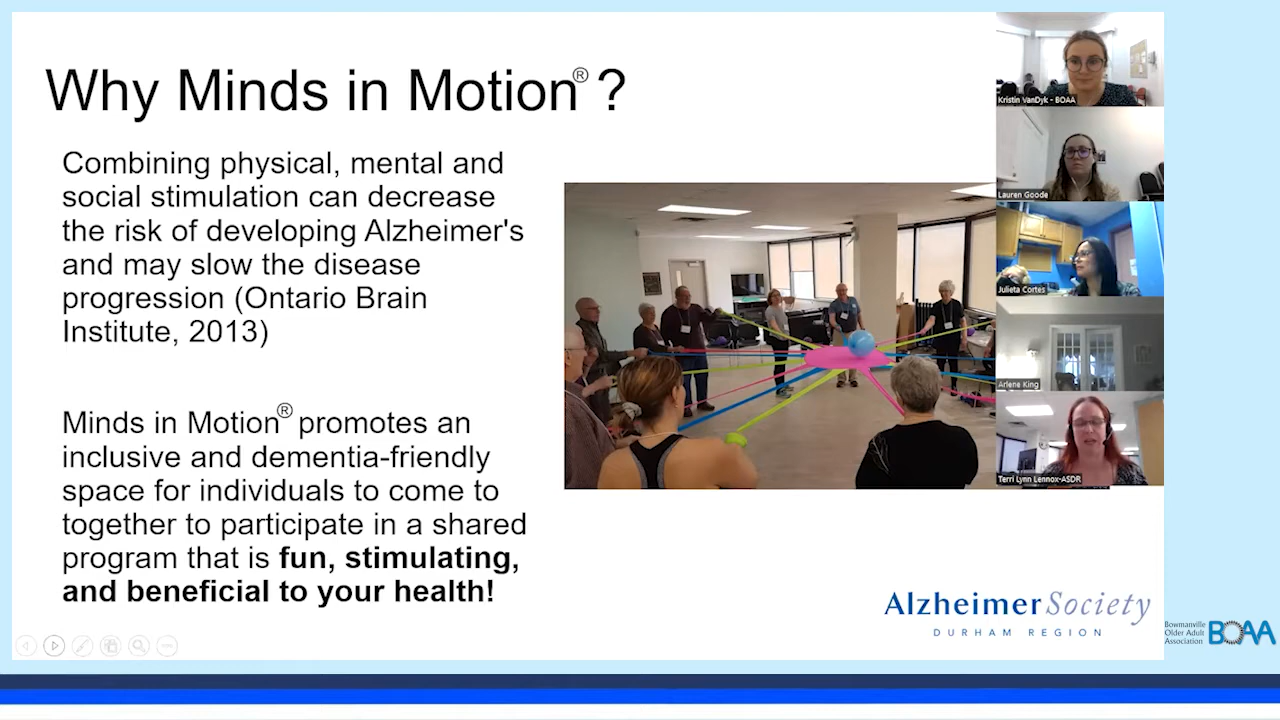 Why Minds in Motion® ?
Combining physical, mental and
social stimulation can decrease
the risk of developing Alzheimer's
and may slow the disease
progression (Ontario Brain
Institute, 2013)
Minds in Motion® promotes an
inclusive and dementia-friendly
space for individuals to come to
together to participate in a shared
program that is fun, stimulating,
and beneficial to your health!
Kristin VanDyk - BOAA
Lauren Goode
Julieta Cortes
Arlene King
Terri Lynn Lennox-ASDR
AlzheimerSociety
DURHAM REGION
Bowmanville
Older Adult
Association
BOAA